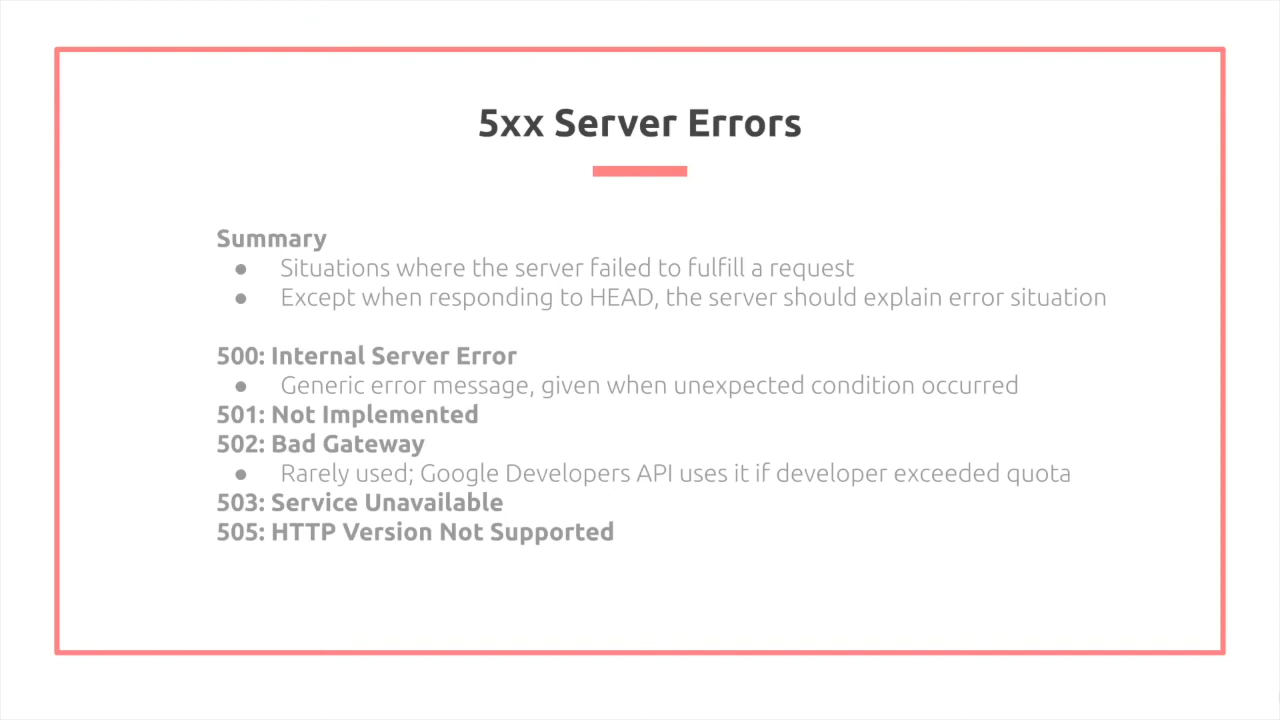 5xx Server Errors
Summary
● Situations where the server failed to fulfill a request
● Except when responding to HEAD, the server should explain error situation
500: Internal Server Error
● Generic error message, given when unexpected condition occurred
501: Not Implemented
502: Bad Gateway
● Rarely used; Google Developers API uses it if developer exceeded quota
503: Service Unavailable
505: HTTP Version Not Supported